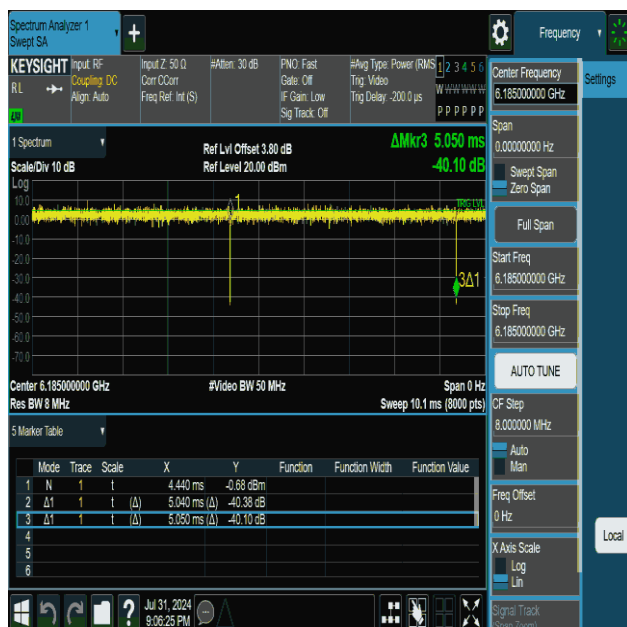 Spectrum Analyzer 1
Swept SA
Frequency
KEYSIGHT
RL
Input: RF
Coupling: DC
Align: Auto
Input Z: 50 Ω
Corr CCorr
Freq Ref: Int (S)
#Atten: 30 dB
PNO: Fast
Gate: Off
IF Gain: Low
Sig Track: Off
#Avg Type: Power (RMS
Trig: Video
Trig Delay: -200.0 µs
1 2 3 4 5 6
W W W W W W
P P P P P P
Center Frequency
6.185000000 GHz
Settings
Span
0.00000000 Hz
Swept Span
Zero Span
Full Span
Start Freq
6.185000000 GHz
Stop Freq
6.185000000 GHz
AUTO TUNE
CF Step
8.000000 MHz
Auto
Man
Freq Offset
0 Hz
X Axis Scale
Log
Lin
Signal Track
(Span Zoom)
Local
1 Spectrum
Scale/Div 10 dB
Ref Lvl Offset 3.80 dB
Ref Level 20.00 dBm
ΔMkr3 5.050 ms
-40.10 dB
Log
10.0
0.00
-10.0
-20.0
-30.0
-40.0
-50.0
-60.0
-70.0
1
TRIG LVL
3Δ1
Center 6.185000000 GHz
Res BW 8 MHz
#Video BW 50 MHz
Span 0 Hz
Sweep 10.1 ms (8000 pts)
5 Marker Table
Mode Trace Scale X Y Function Function Width Function Value
1 N 1 t 4.440 ms -0.68 dBm
2 Δ1 1 t (Δ) 5.040 ms (Δ) -40.38 dB
3 Δ1 1 t (Δ) 5.050 ms (Δ) -40.10 dB
4
5
6
?
Jul 31, 2024
9:06:25 PM